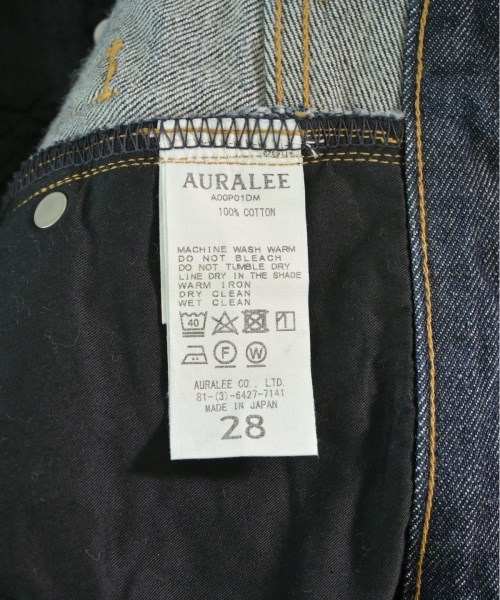 AURALEE
A00P01DM
100% COTTON
MACHINE WASH WARM
DO NOT BLEACH
DO NOT TUMBLE DRY
LINE DRY IN THE SHADE
WARM IRON
DRY CLEAN
WET CLEAN
40
F W
AURALEE CO., LTD.
81-(3)-6427-7141
MADE IN JAPAN
28